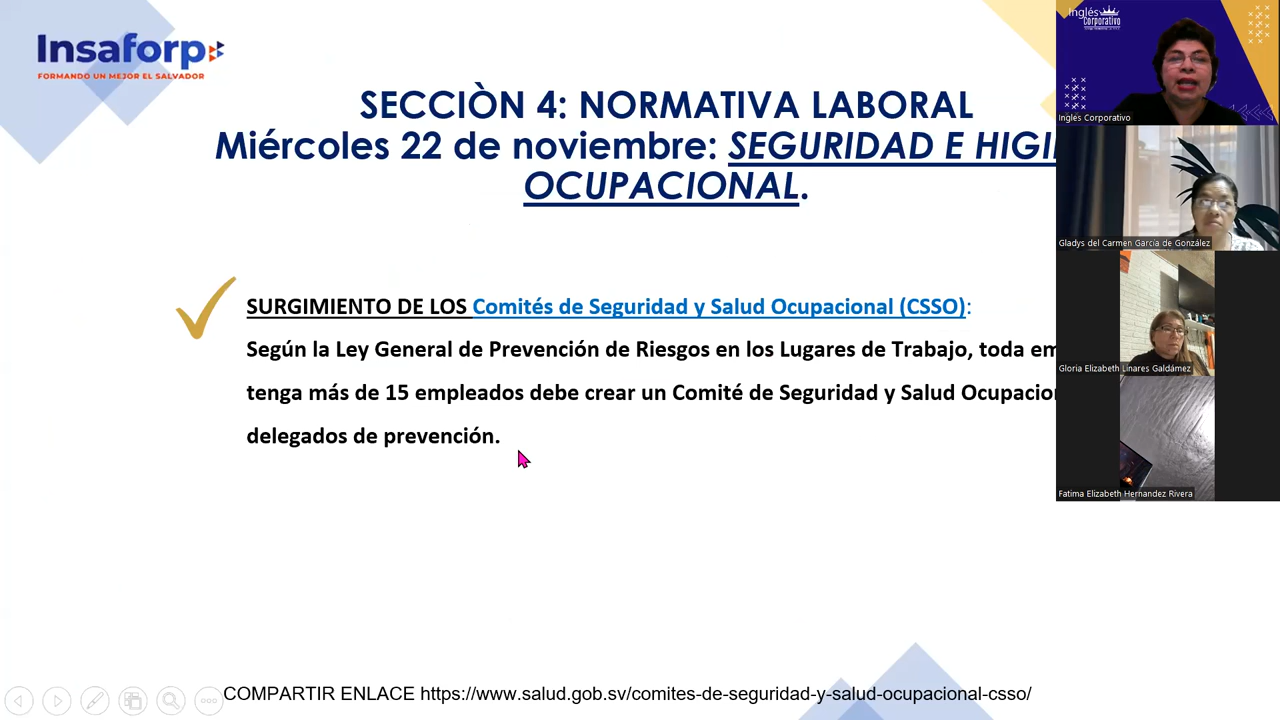 Insaforp
FORMANDO UN MEJOR EL SALVADOR
SECCIÒN 4: NORMATIVA LABORAL
Miércoles 22 de noviembre: SEGURIDAD E HIGI
OCUPACIONAL.
SURGIMIENTO DE LOS Comités de Seguridad y Salud Ocupacional (CSSO):
Según la Ley General de Prevención de Riesgos en los Lugares de Trabajo, toda em
tenga más de 15 empleados debe crear un Comité de Seguridad y Salud Ocupacion
delegados de prevención.
COMPARTIR ENLACE https://www.salud.gob.sv/comites-de-seguridad-y-salud-ocupacional-csso/
Inglés
Corporativo
Inglés Corporativo
Gladys del Carmen García de González
Gloria Elizabeth Linares Galdámez
Fatima Elizabeth Hernandez Rivera